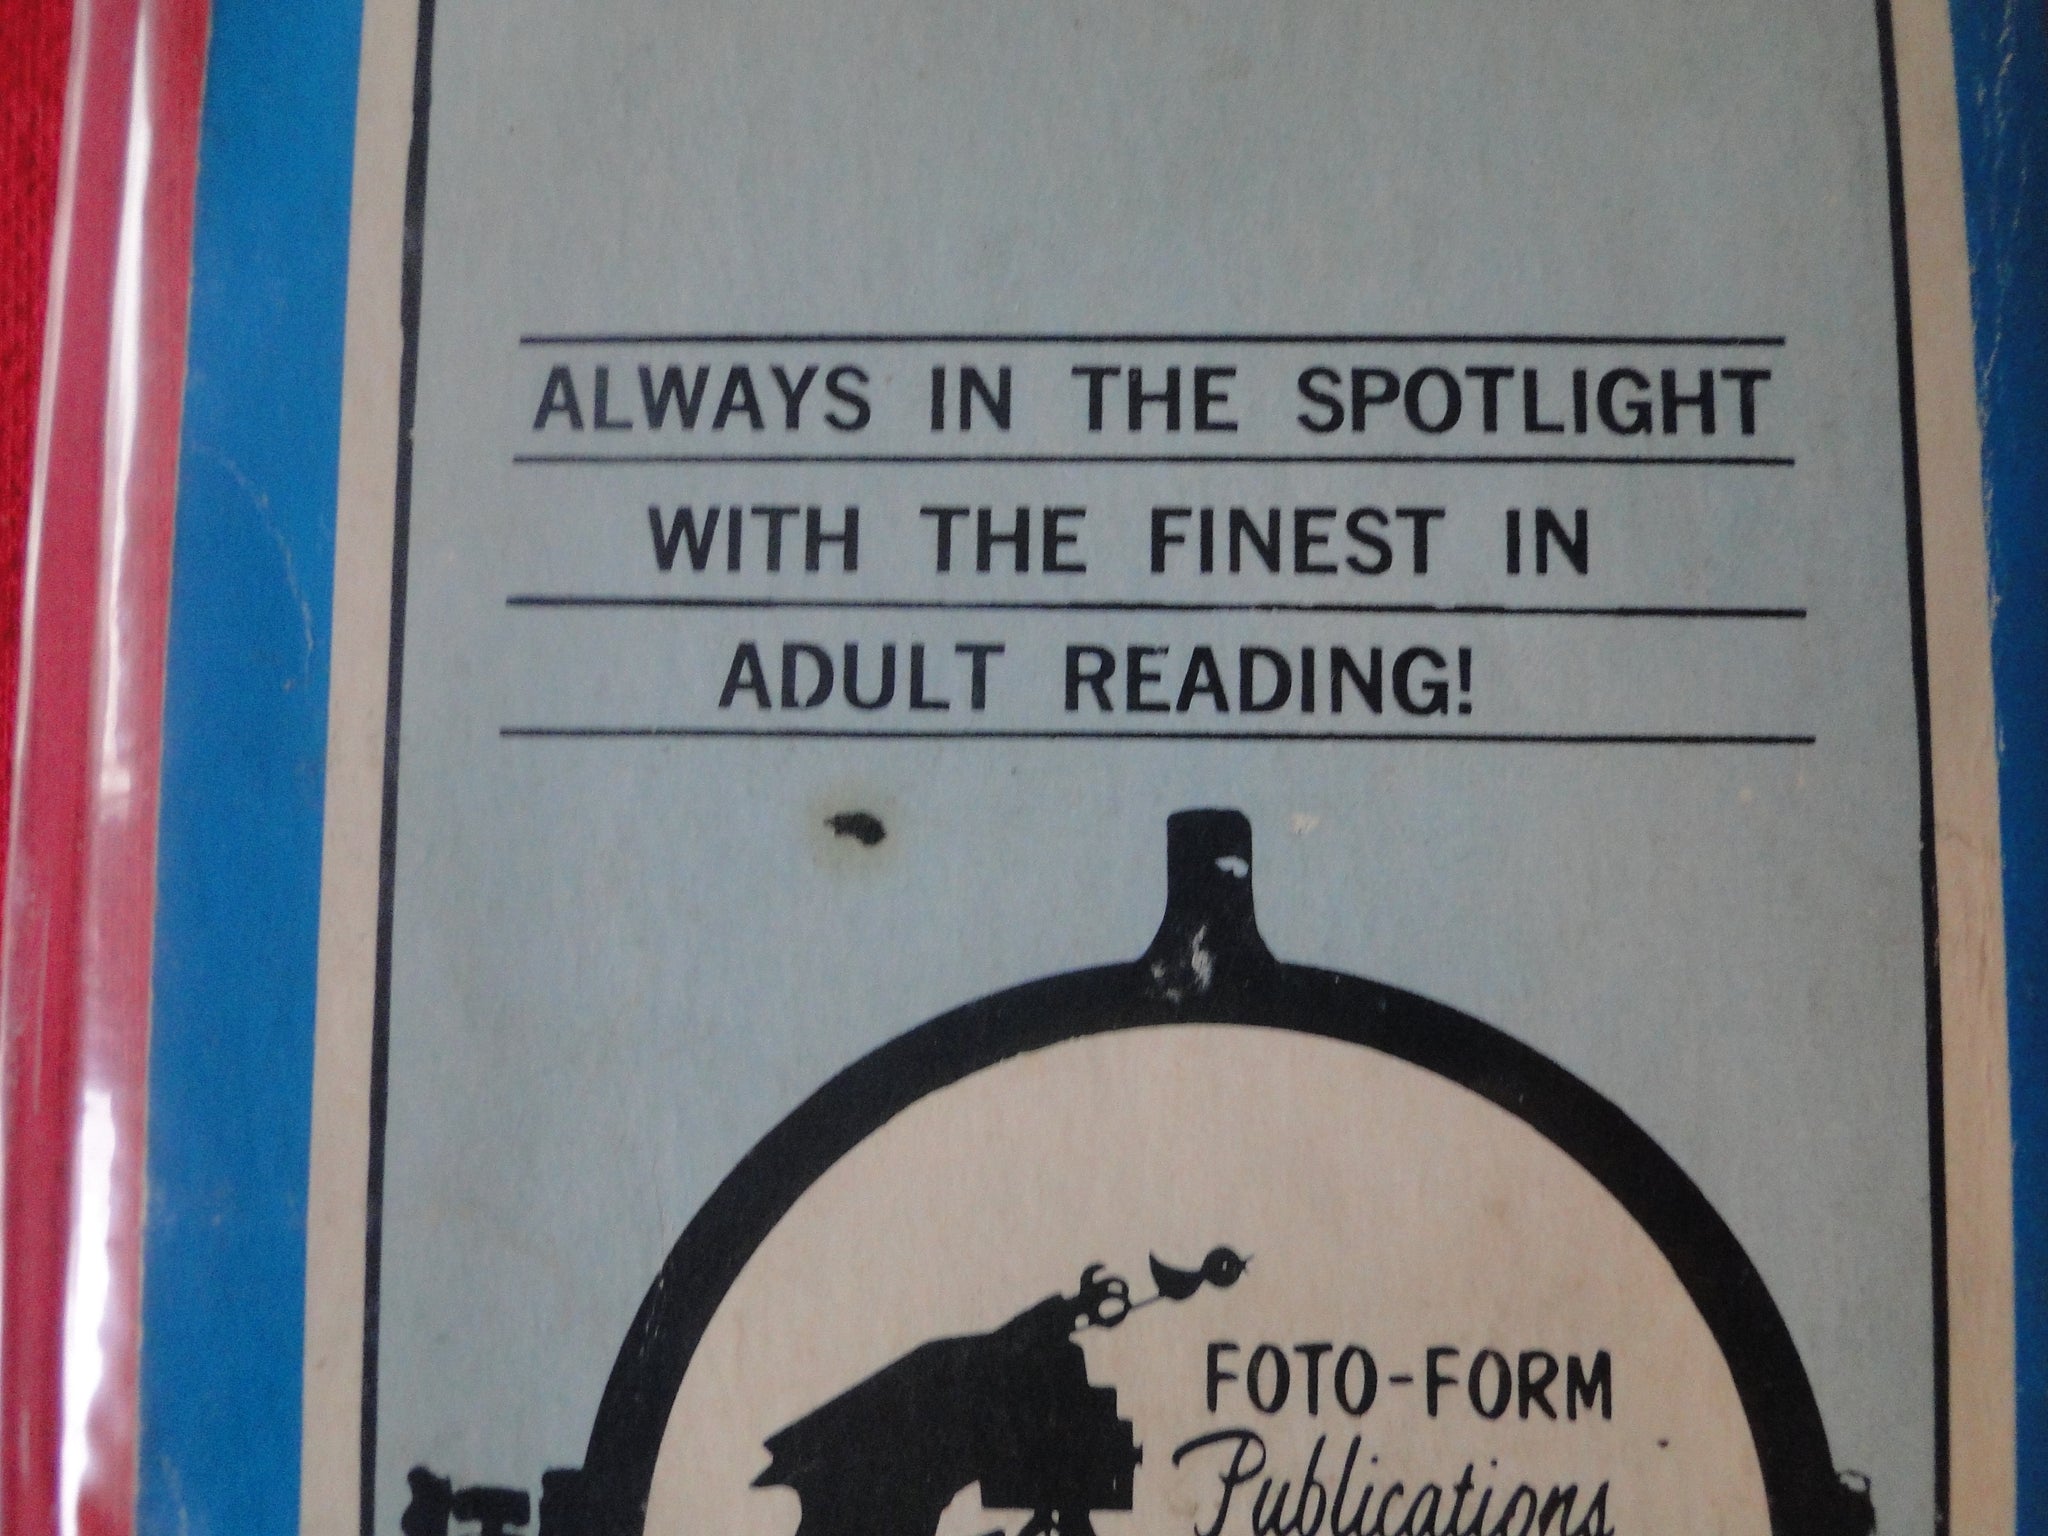 ALWAYS IN THE SPOTLIGHT
WITH THE FINEST IN
ADULT READING!
FOTO-FORM
Publications